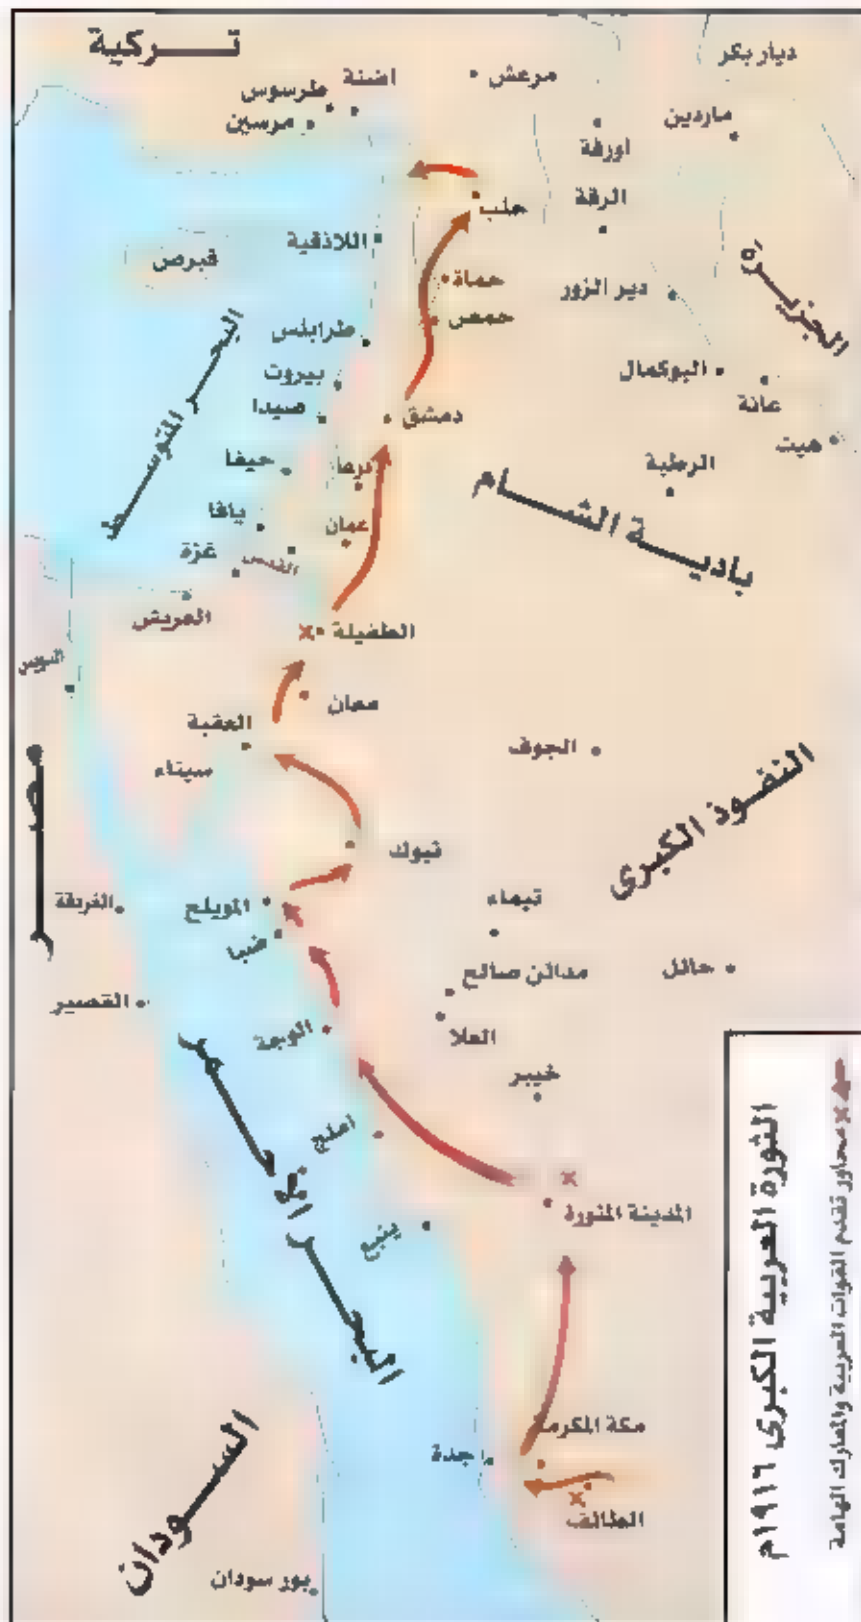 تركية
ديار بكر
مرعش
اضنة
طرسوس
مرسين
ماردين
اورفة
الرقة
حلب
اللاذقية
قبرص
حماة
دير الزور
الجزيرة
حمص
طرابلس
البحر المتوسط
بيروت
البوكمال
عانة
صيدا
دمشق
هيت
حيفا
درعا
الرطبة
بادية الشام
يافا
عمان
غزة
القدس
العريش
الطفيلة
السويس
معان
العقبة
سيناء
الجوف
مصر
النفوذ الكبرى
تبوك
المويلح
تيماء
الغردقة
ضبا
مدائن صالح
حائل
القصير
الوجه
العلا
خيبر
املج
المدينة المنورة
ينبع
البحر الاحمر
مكة المكرمة
جدة
الطائف
السودان
بور سودان
الثورة العربية الكبرى ١٩١٦م
محاور تقدم القوات العربية والمعارك الهامة